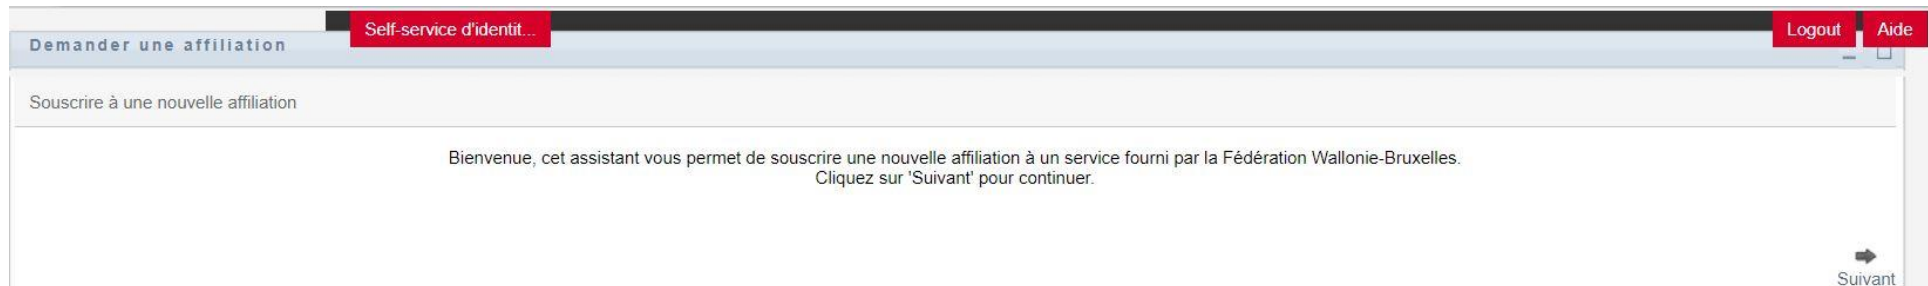 Self-service d'identit...
Logout
Aide
Demander une affiliation
Souscrire à une nouvelle affiliation
Bienvenue, cet assistant vous permet de souscrire une nouvelle affiliation à un service fourni par la Fédération Wallonie-Bruxelles.
Cliquez sur 'Suivant' pour continuer.
Suivant